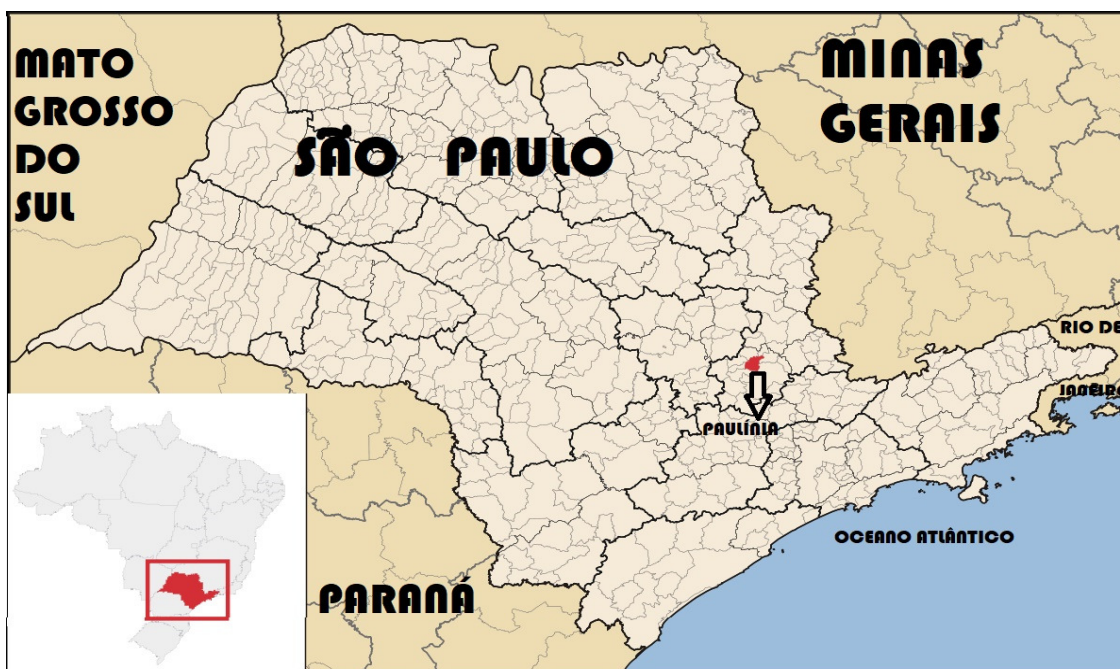 MATO
GROSSO
DO
SUL
SÃO PAULO
MINAS
GERAIS
RIO DE
JANEIRO
PAULÍNIA
OCEANO ATLÂNTICO
PARANÁ